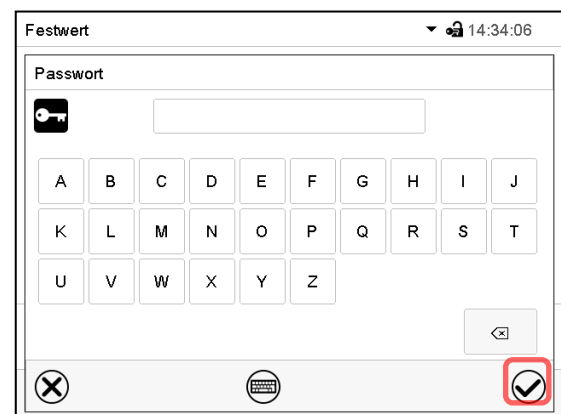 Festwert 14:34:06
Passwort
A B C D E F G H I J
K L M N O P Q R S T
U V W X Y Z